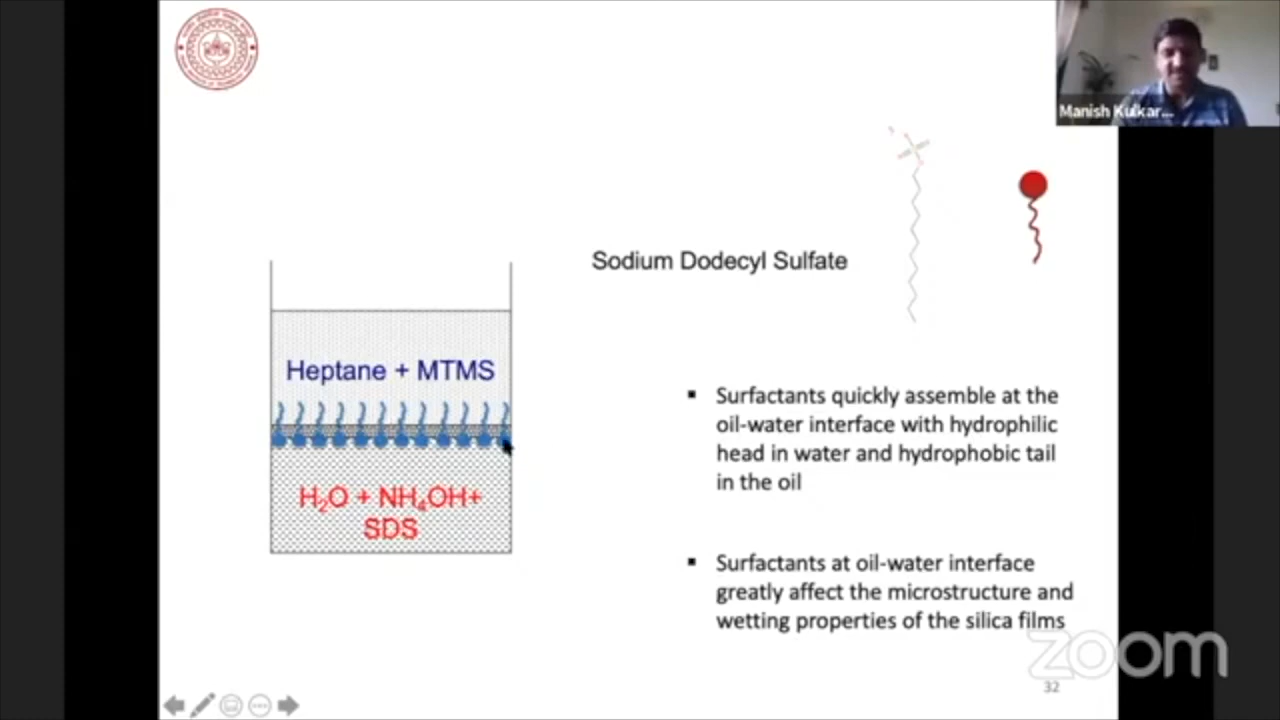 Manish Kulkar...
Sodium Dodecyl Sulfate
Heptane + MTMS
H₂O + NH₄OH+
SDS
▪ Surfactants quickly assemble at the
oil-water interface with hydrophilic
head in water and hydrophobic tail
in the oil
▪ Surfactants at oil-water interface
greatly affect the microstructure and
wetting properties of the silica films
zoom
32